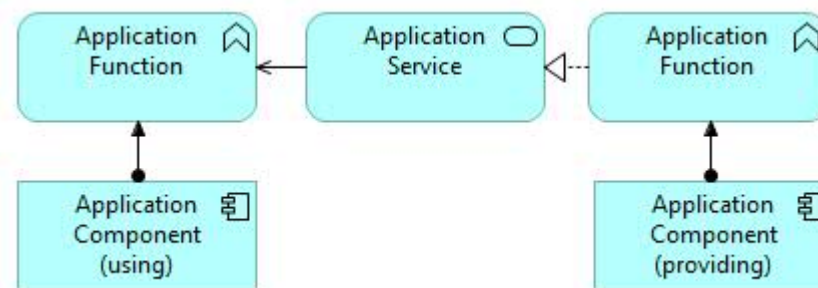 Application
Function
Application
Service
Application
Function
Application
Component
(using)
Application
Component
(providing)